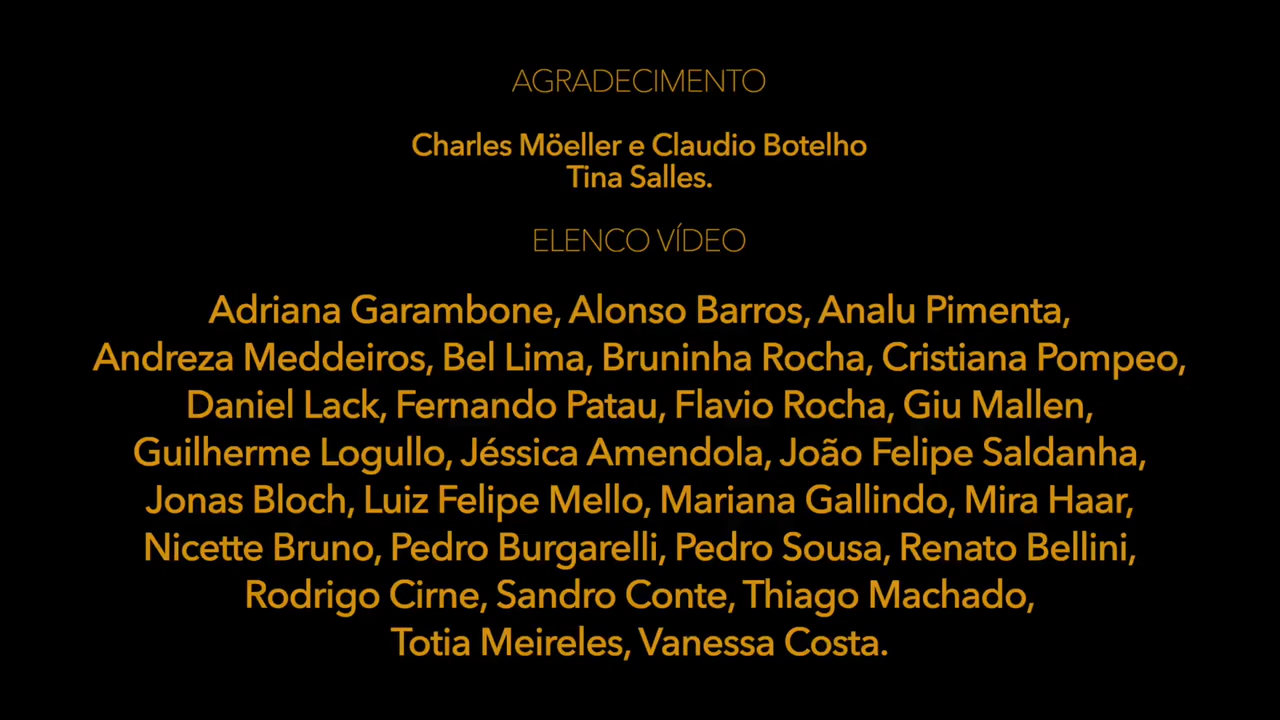 AGRADECIMENTO
Charles Möeller e Claudio Botelho
Tina Salles.
ELENCO VÍDEO
Adriana Garambone, Alonso Barros, Analu Pimenta,
Andreza Meddeiros, Bel Lima, Bruninha Rocha, Cristiana Pompeo,
Daniel Lack, Fernando Patau, Flavio Rocha, Giu Mallen,
Guilherme Logullo, Jéssica Amendola, João Felipe Saldanha,
Jonas Bloch, Luiz Felipe Mello, Mariana Gallindo, Mira Haar,
Nicette Bruno, Pedro Burgarelli, Pedro Sousa, Renato Bellini,
Rodrigo Cirne, Sandro Conte, Thiago Machado,
Totia Meireles, Vanessa Costa.